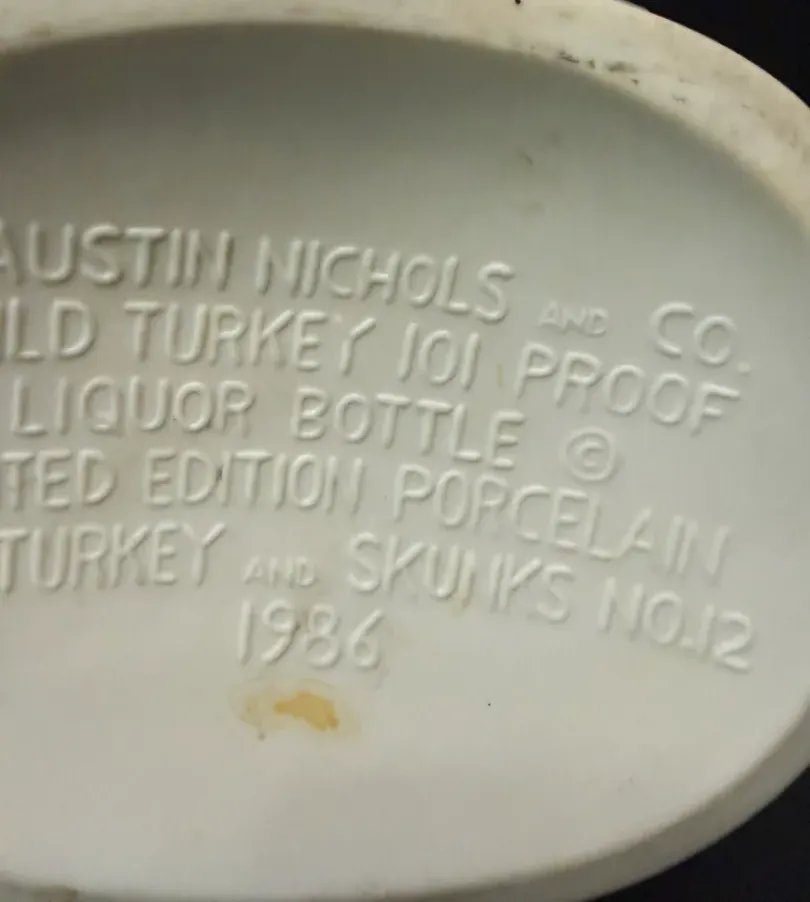 AUSTIN NICHOLS AND CO.
ILD TURKEY 101 PROOF
LIQUOR BOTTLE ©
TED EDITION PORCELAIN
TURKEY AND SKUNKS NO.12
1986